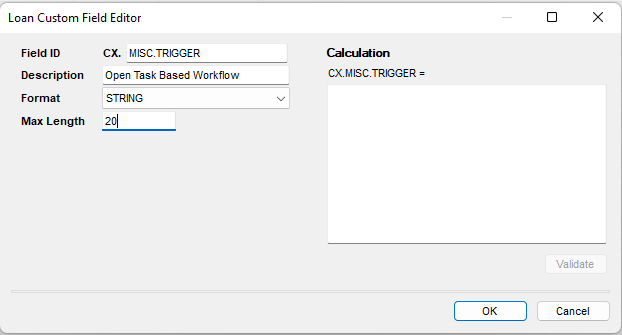 Loan Custom Field Editor
Field ID CX. MISC.TRIGGER
Description Open Task Based Workflow
Format STRING
Max Length 20
Calculation
CX.MISC.TRIGGER =
Validate
OK Cancel